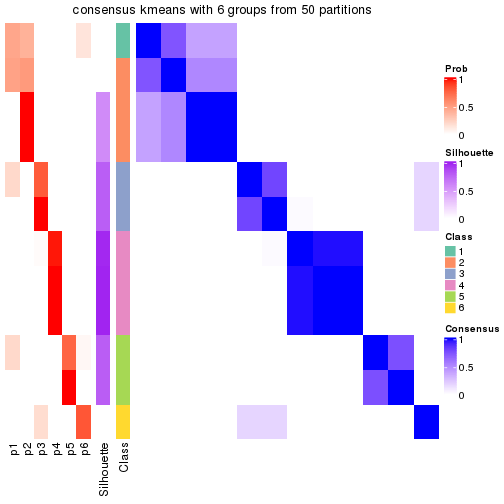 consensus kmeans with 6 groups from 50 partitions
Prob
1
0.5
0
Silhouette
1
0.5
0
Class
1
2
3
4
5
6
Consensus
1
0.5
0
p1
p2
p3
p4
p5
p6
Silhouette
Class